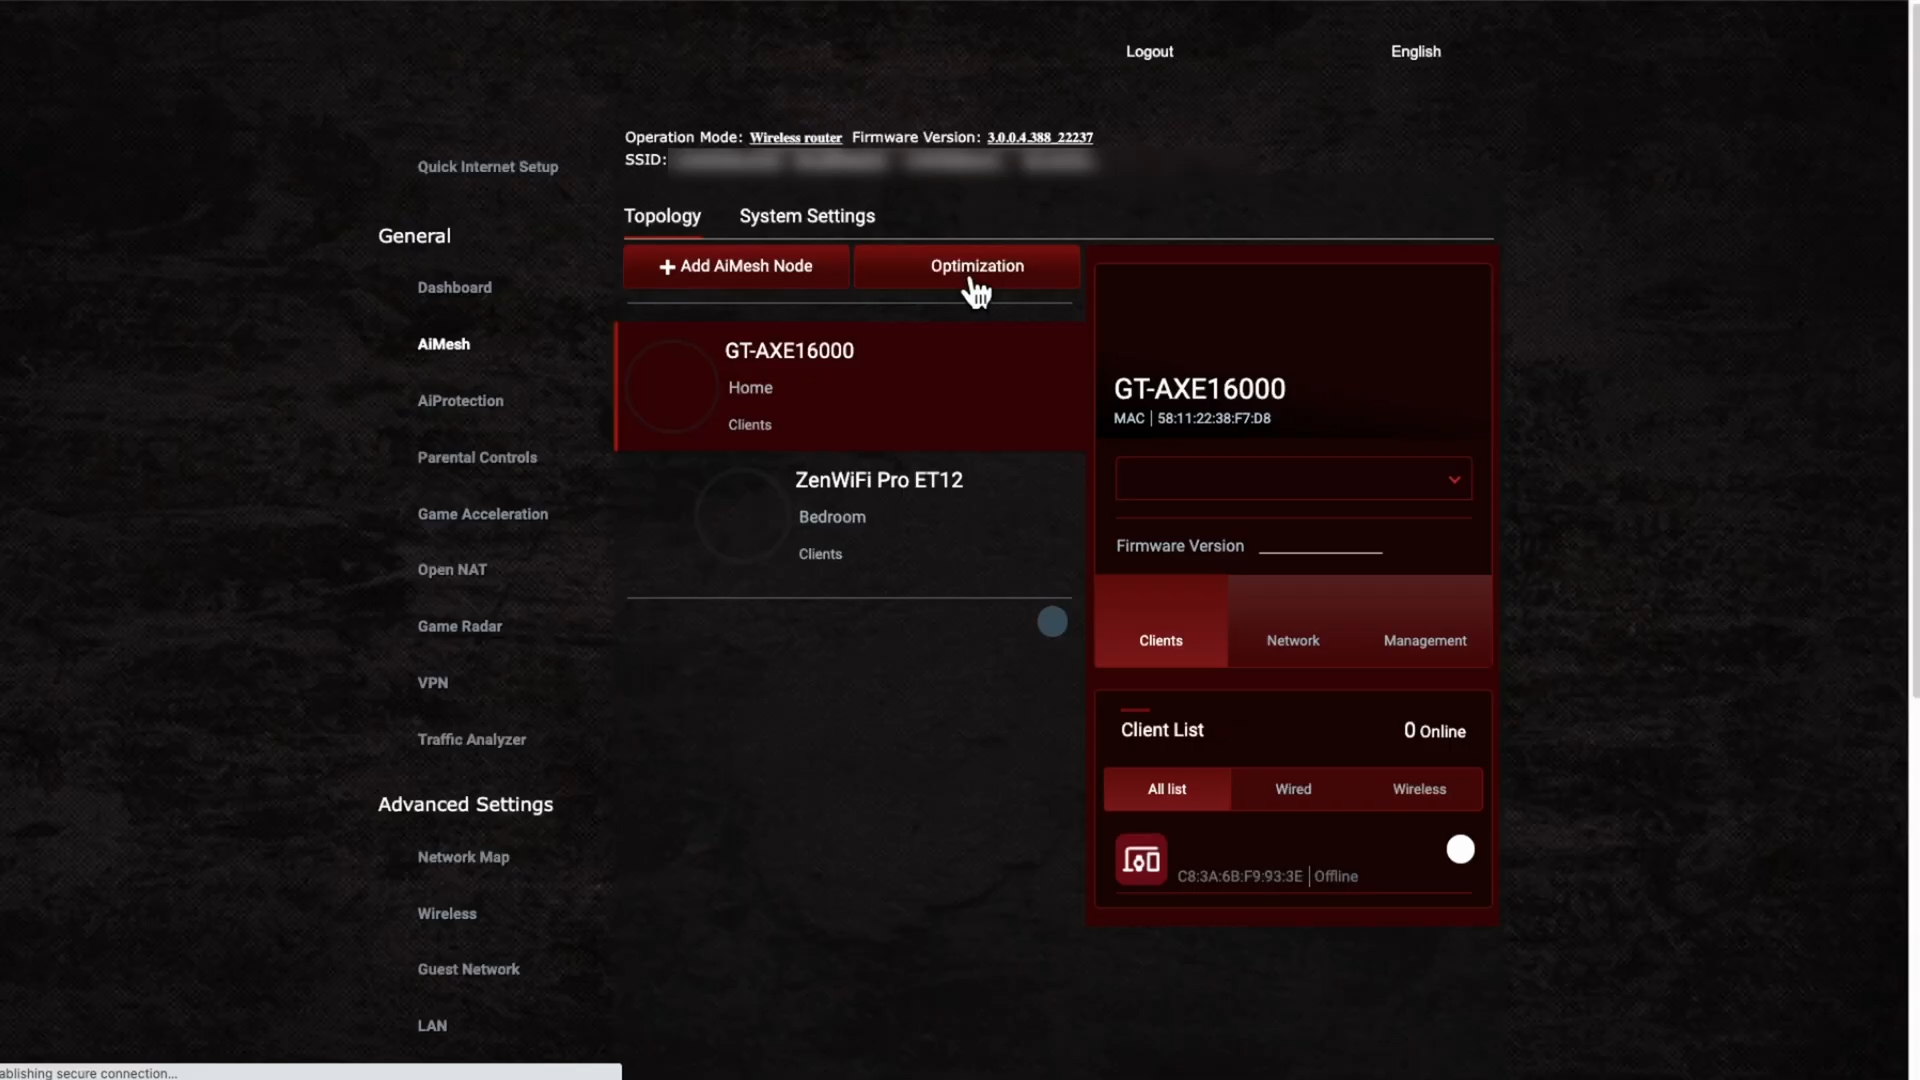 Logout
English
Operation Mode: Wireless router Firmware Version: 3.0.0.4.388_22237
SSID:
Quick Internet Setup
General
Dashboard
AiMesh
AiProtection
Parental Controls
Game Acceleration
Open NAT
Game Radar
VPN
Traffic Analyzer
Advanced Settings
Network Map
Wireless
Guest Network
LAN
Topology
System Settings
Add AiMesh Node
Optimization
GT-AXE16000
Home
Clients
ZenWiFi Pro ET12
Bedroom
Clients
GT-AXE16000
MAC | 58:11:22:38:F7:D8
Firmware Version
Clients
Network
Management
Client List
0 Online
All list
Wired
Wireless
C8:3A:6B:F9:93:3E | Offline
ablishing secure connection...